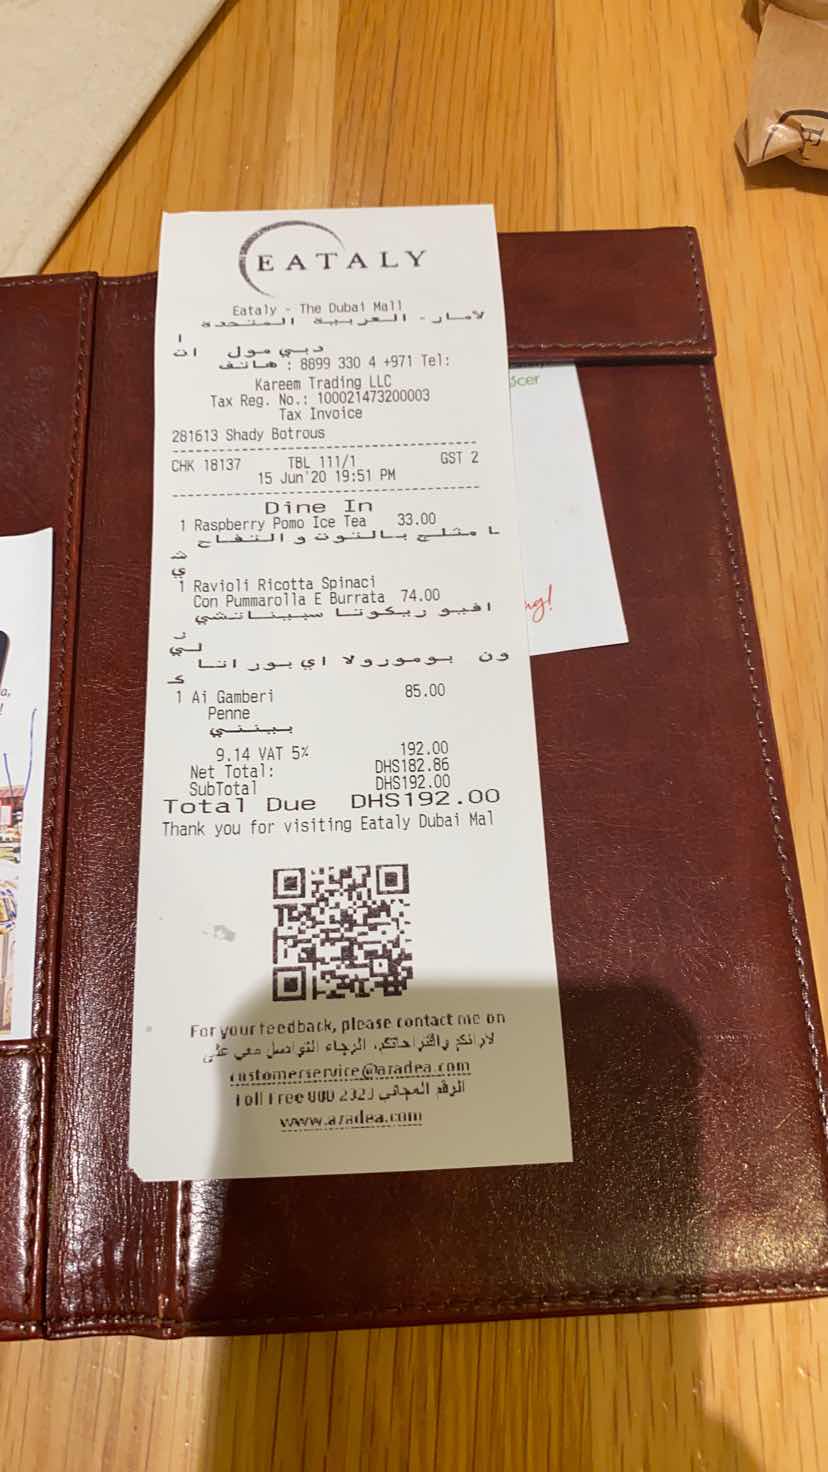 EATALY
Eataly - The Dubai Mall
لامار- العربية المتحدة
ا
دبي مول
ات
هاتف : 8899 330 4 +971 Tel:
Kareem Trading LLC
Tax Reg. No.: 100021473200003
Tax Invoice
281613 Shady Botrous
CHK 18137 TBL 111/1 GST 2
15 Jun'20 19:51 PM
Dine In
1 Raspberry Pomo Ice Tea 33.00
ا مثلج بالتوت و التفاح
ش
ي
1 Ravioli Ricotta Spinaci
Con Pummarolla E Burrata 74.00
افيو ريكوتا سبيناتشي
ر
لي
ون بومورولا اي بوراتا
ك
1 Ai Gamberi 85.00
Penne
بينني
9.14 VAT 5% 192.00
Net Total: DHS182.86
SubTotal DHS192.00
Total Due DHS192.00
Thank you for visiting Eataly Dubai Mal
For your feedback, please contact me on
لارائكم واقتراحاتكم، الرجاء التواصل معي على
customerservice@azadea.com
الرقم المجاني Toll Free 800 2323
www.azadea.com
ng!